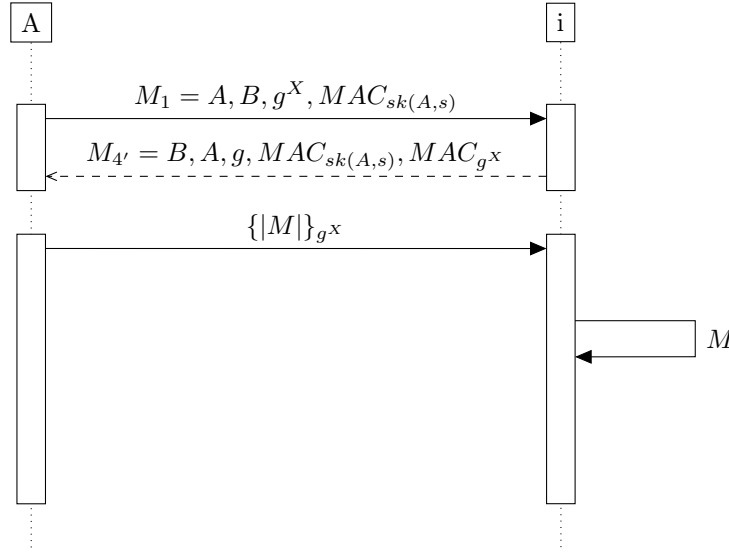 A
i
M_1 = A, B, g^X, MAC_{sk(A,s)}
M_{4'} = B, A, g, MAC_{sk(A,s)}, MAC_{g^X}
{|M|}_{g^X}
M